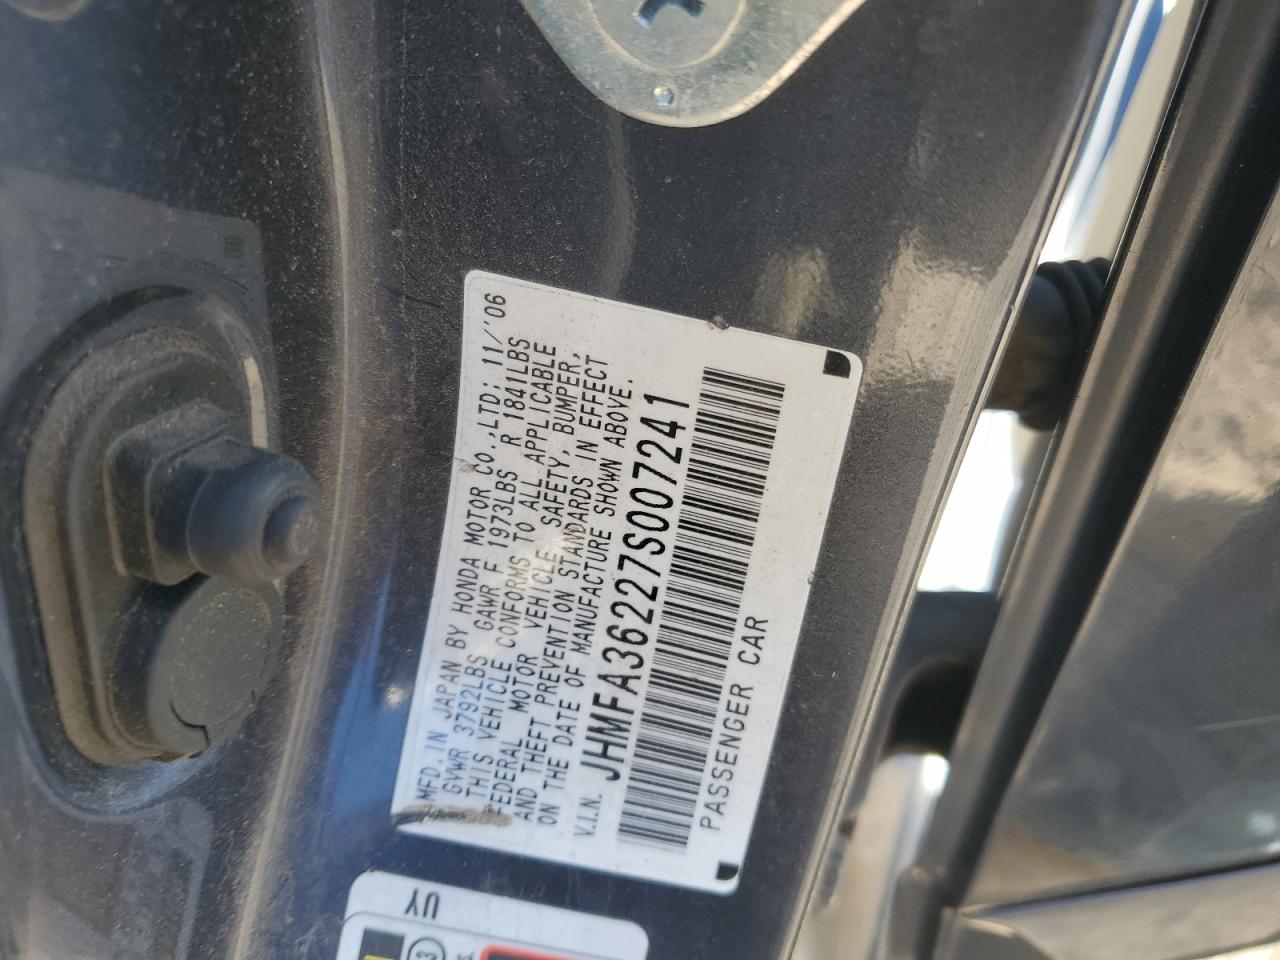 MFD. IN JAPAN BY HONDA MOTOR CO.,LTD; 11/'06
GVWR 3792LBS GAWR F 1973LBS R 1841LBS
THIS VEHICLE CONFORMS TO ALL APPLICABLE
FEDERAL MOTOR VEHICLE SAFETY, BUMPER,
AND THEFT PREVENTION STANDARDS IN EFFECT
ON THE DATE OF MANUFACTURE SHOWN ABOVE.
V.I.N. JHMFA36227S007241
PASSENGER CAR
UY
3